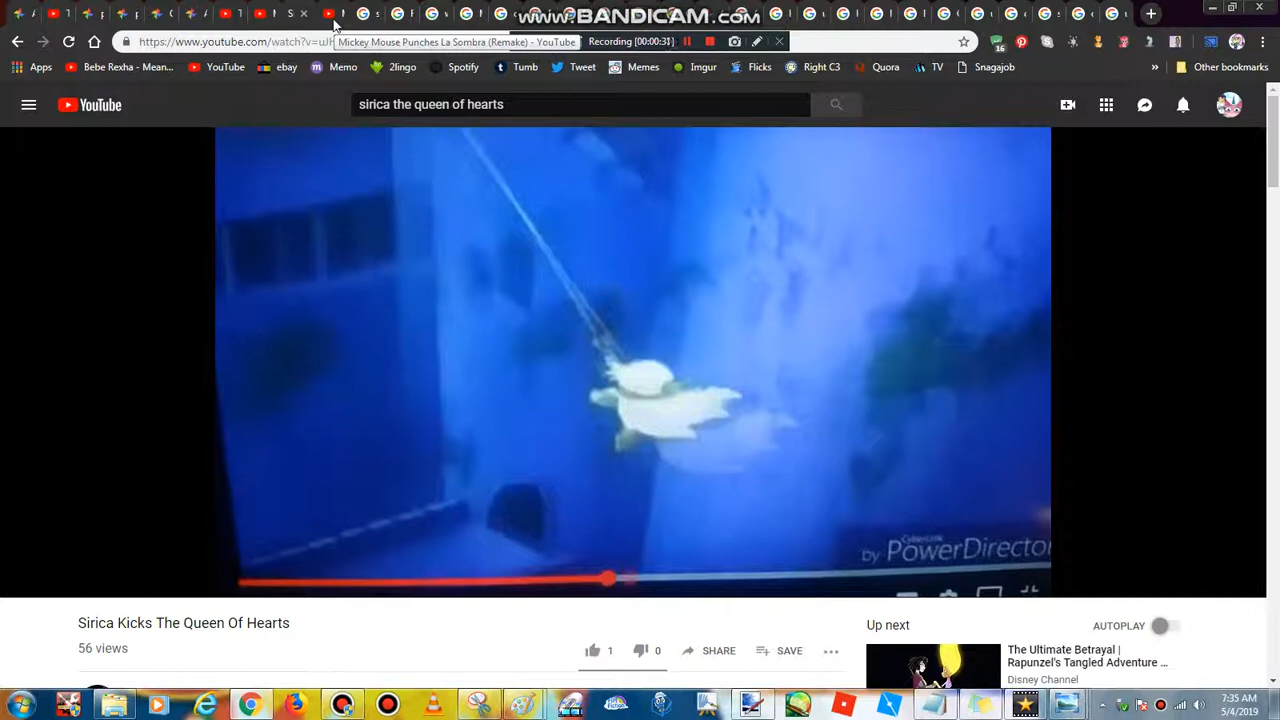 www.BANDICAM.com
https://www.youtube.com/watch?v=uJH
Mickey Mouse Punches La Sombra (Remake) - YouTube
Recording [00:00:31]
Apps
Bebe Rexha - Mean...
YouTube
ebay
Memo
2lingo
Spotify
Tumb
Tweet
Memes
Imgur
Flicks
Right C3
Quora
TV
Snagajob
»
Other bookmarks
YouTube
sirica the queen of hearts
by CyberLink PowerDirector
Sirica Kicks The Queen Of Hearts
56 views
1
0
SHARE
SAVE
Up next
AUTOPLAY
The Ultimate Betrayal |
Rapunzel's Tangled Adventure ...
Disney Channel
7:35 AM
5/4/2019